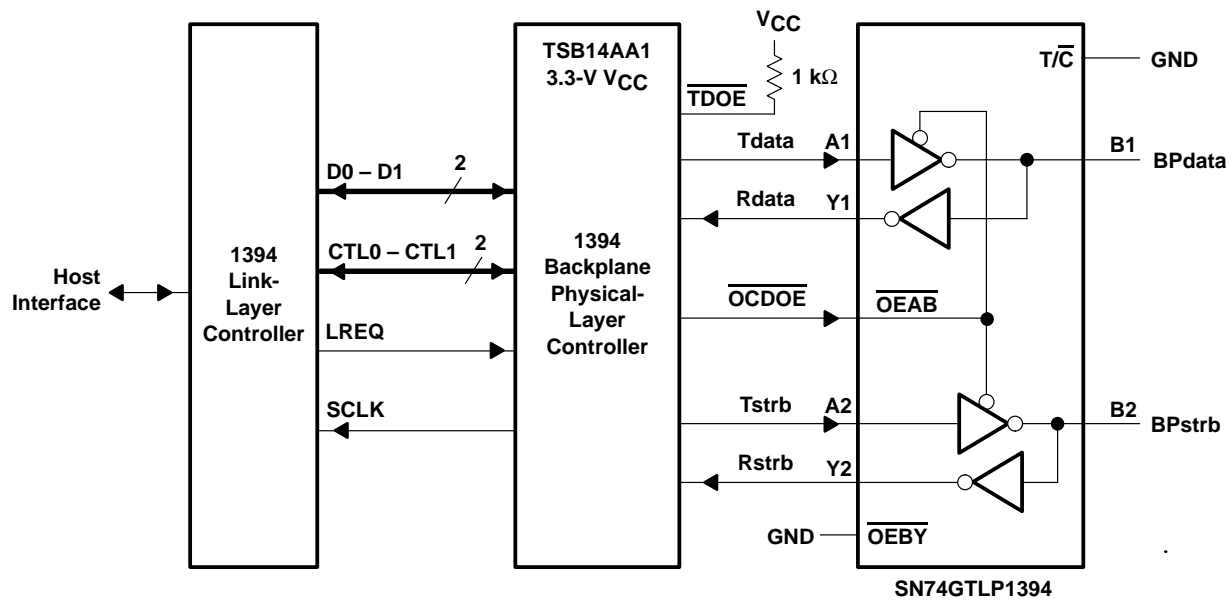 TSB14AA1
3.3-V VCC
VCC
1 kΩ
TDOE
T/C
GND
Tdata
A1
B1
BPdata
D0 – D1
2
Rdata
Y1
1394
Link-
Layer
Controller
CTL0 – CTL1
2
1394
Backplane
Physical-
Layer
Controller
Host
Interface
OCDOE
OEAB
LREQ
SCLK
Tstrb
A2
B2
BPstrb
Rstrb
Y2
GND
OEBY
SN74GTLP1394